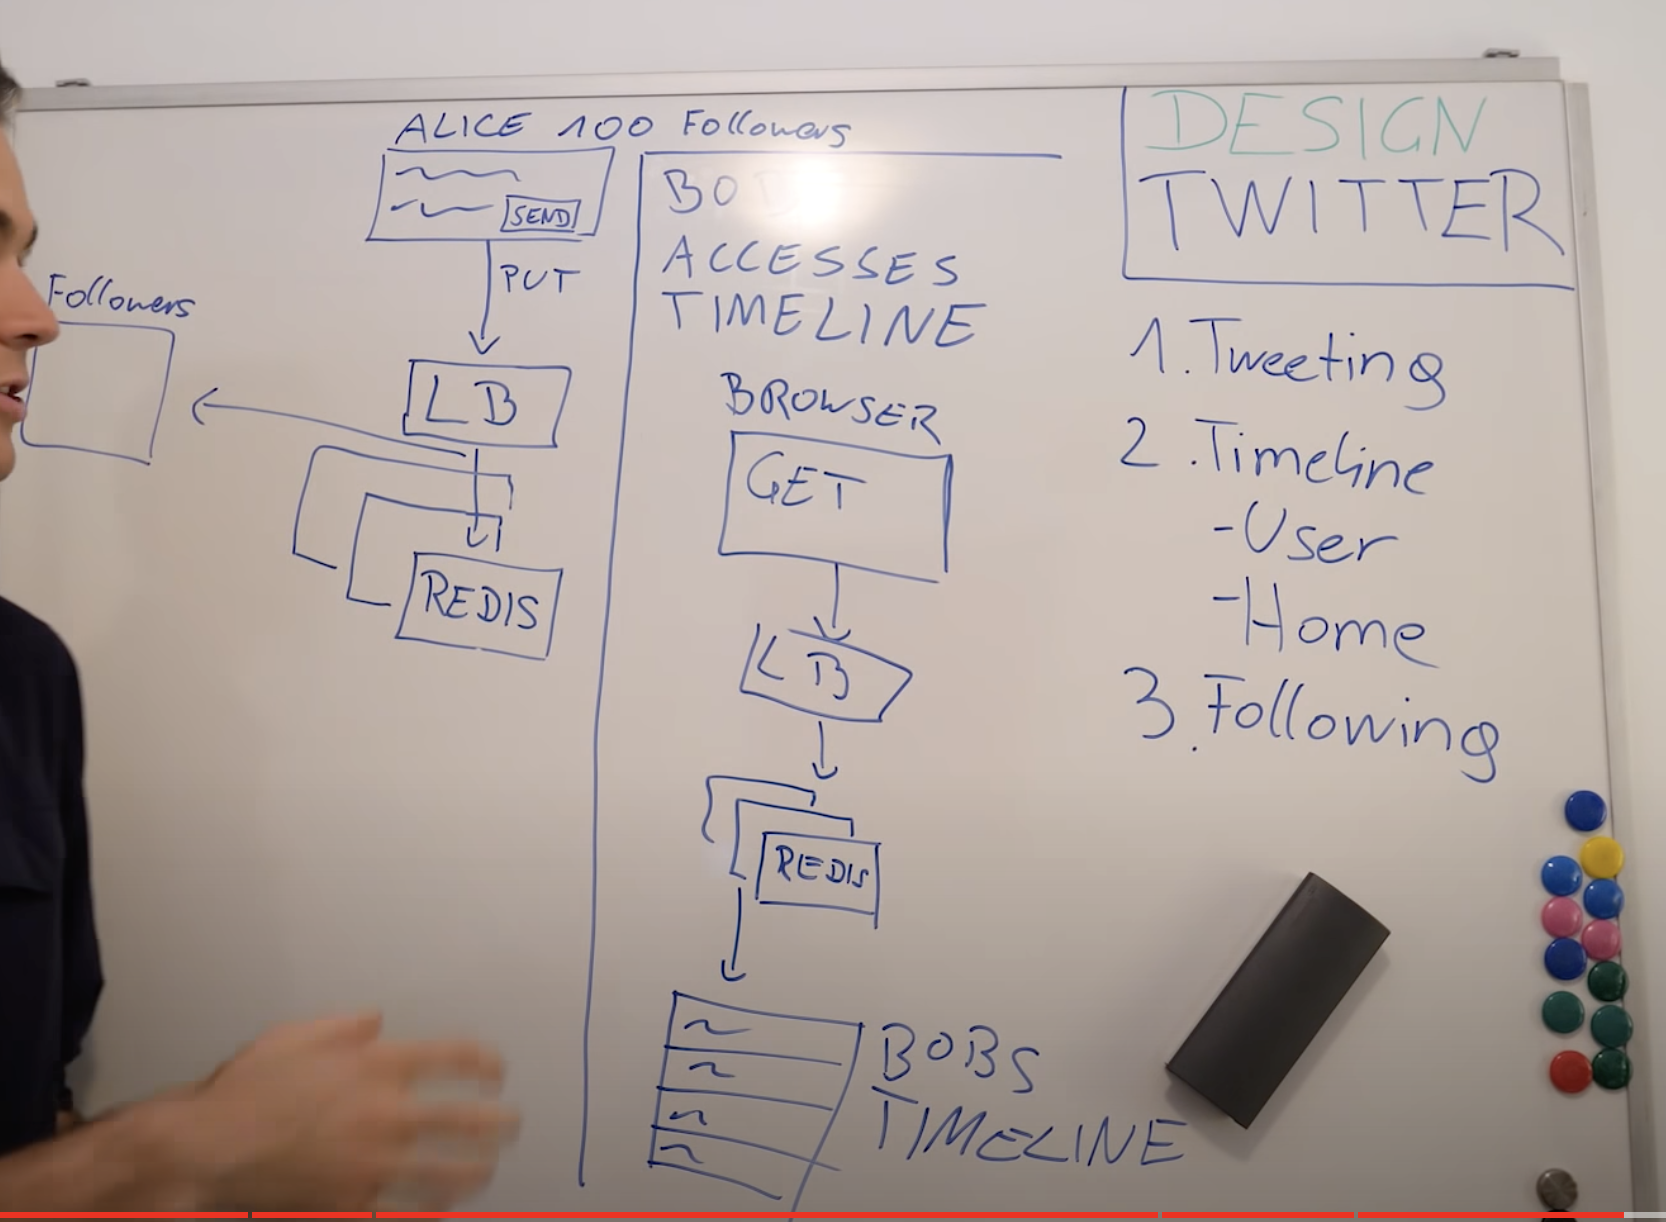 ALICE 100 Followers
SEND
PUT
Followers
LB
REDIS
ACCESSES
TIMELINE
BROWSER
GET
LB
REDIS
BOBS
TIMELINE
DESIGN
TWITTER
1. Tweeting
2. Timeline
- User
- Home
3. Following